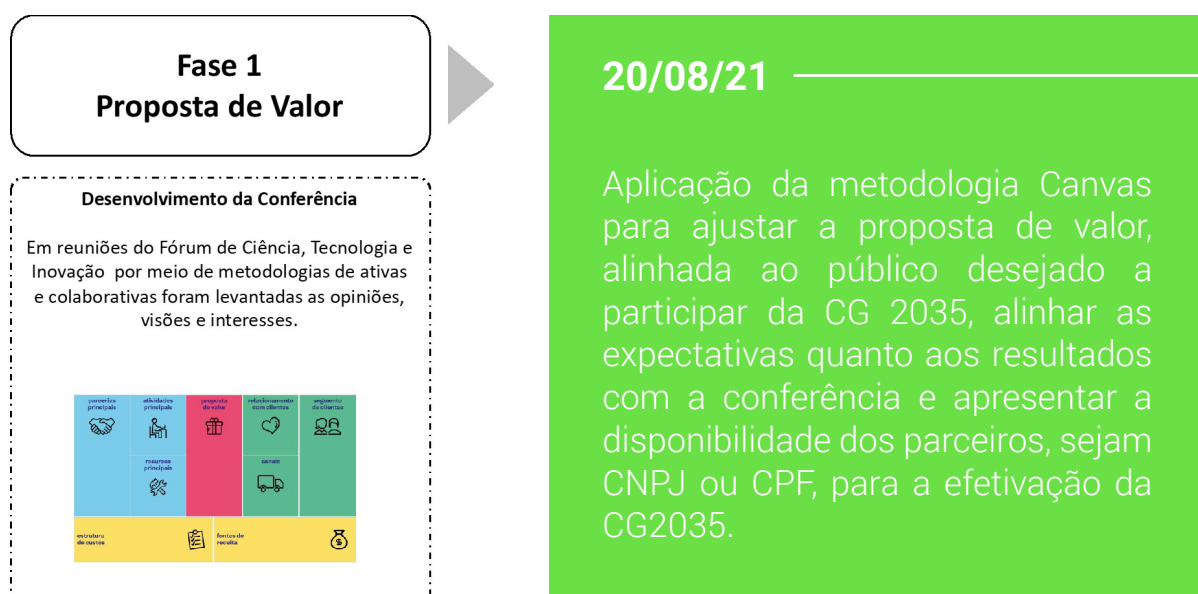 Fase 1
Proposta de Valor
Desenvolvimento da Conferência
Em reuniões do Fórum de Ciência, Tecnologia e
Inovação por meio de metodologias de ativas
e colaborativas foram levantadas as opiniões,
visões e interesses.
parcerias
principais
atividades
principais
proposta
de valor
relacionamento
com clientes
segmento
de clientes
recursos
principais
canais
estrutura
de custos
fontes de
receita
20/08/21
Aplicação da metodologia Canvas
para ajustar a proposta de valor,
alinhada ao público desejado a
participar da CG 2035, alinhar as
expectativas quanto aos resultados
com a conferência e apresentar a
disponibilidade dos parceiros, sejam
CNPJ ou CPF, para a efetivação da
CG2035.